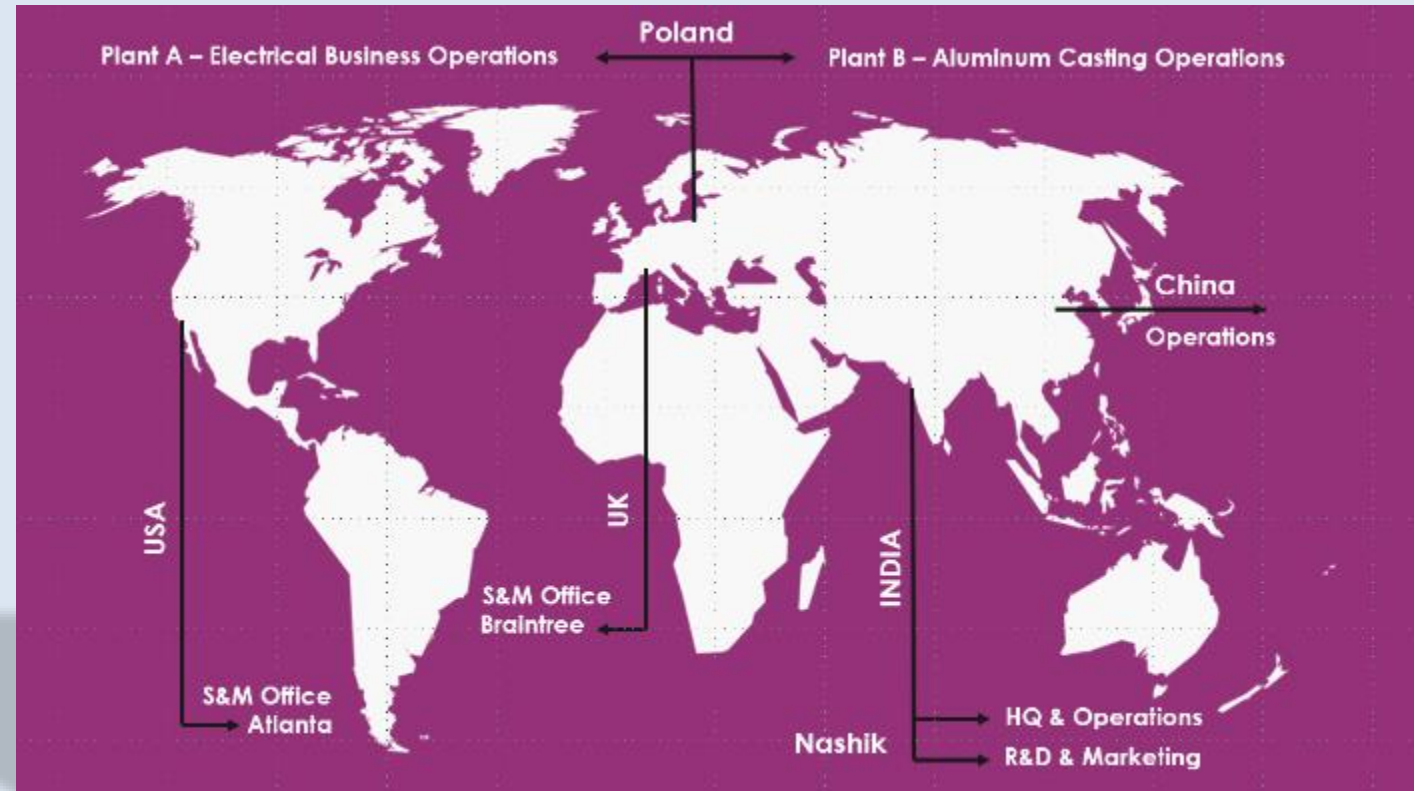 Poland
Plant A – Electrical Business Operations
Plant B – Aluminum Casting Operations
China
Operations
USA
UK
INDIA
S&M Office
Braintree
S&M Office
Atlanta
Nashik
HQ & Operations
R&D & Marketing